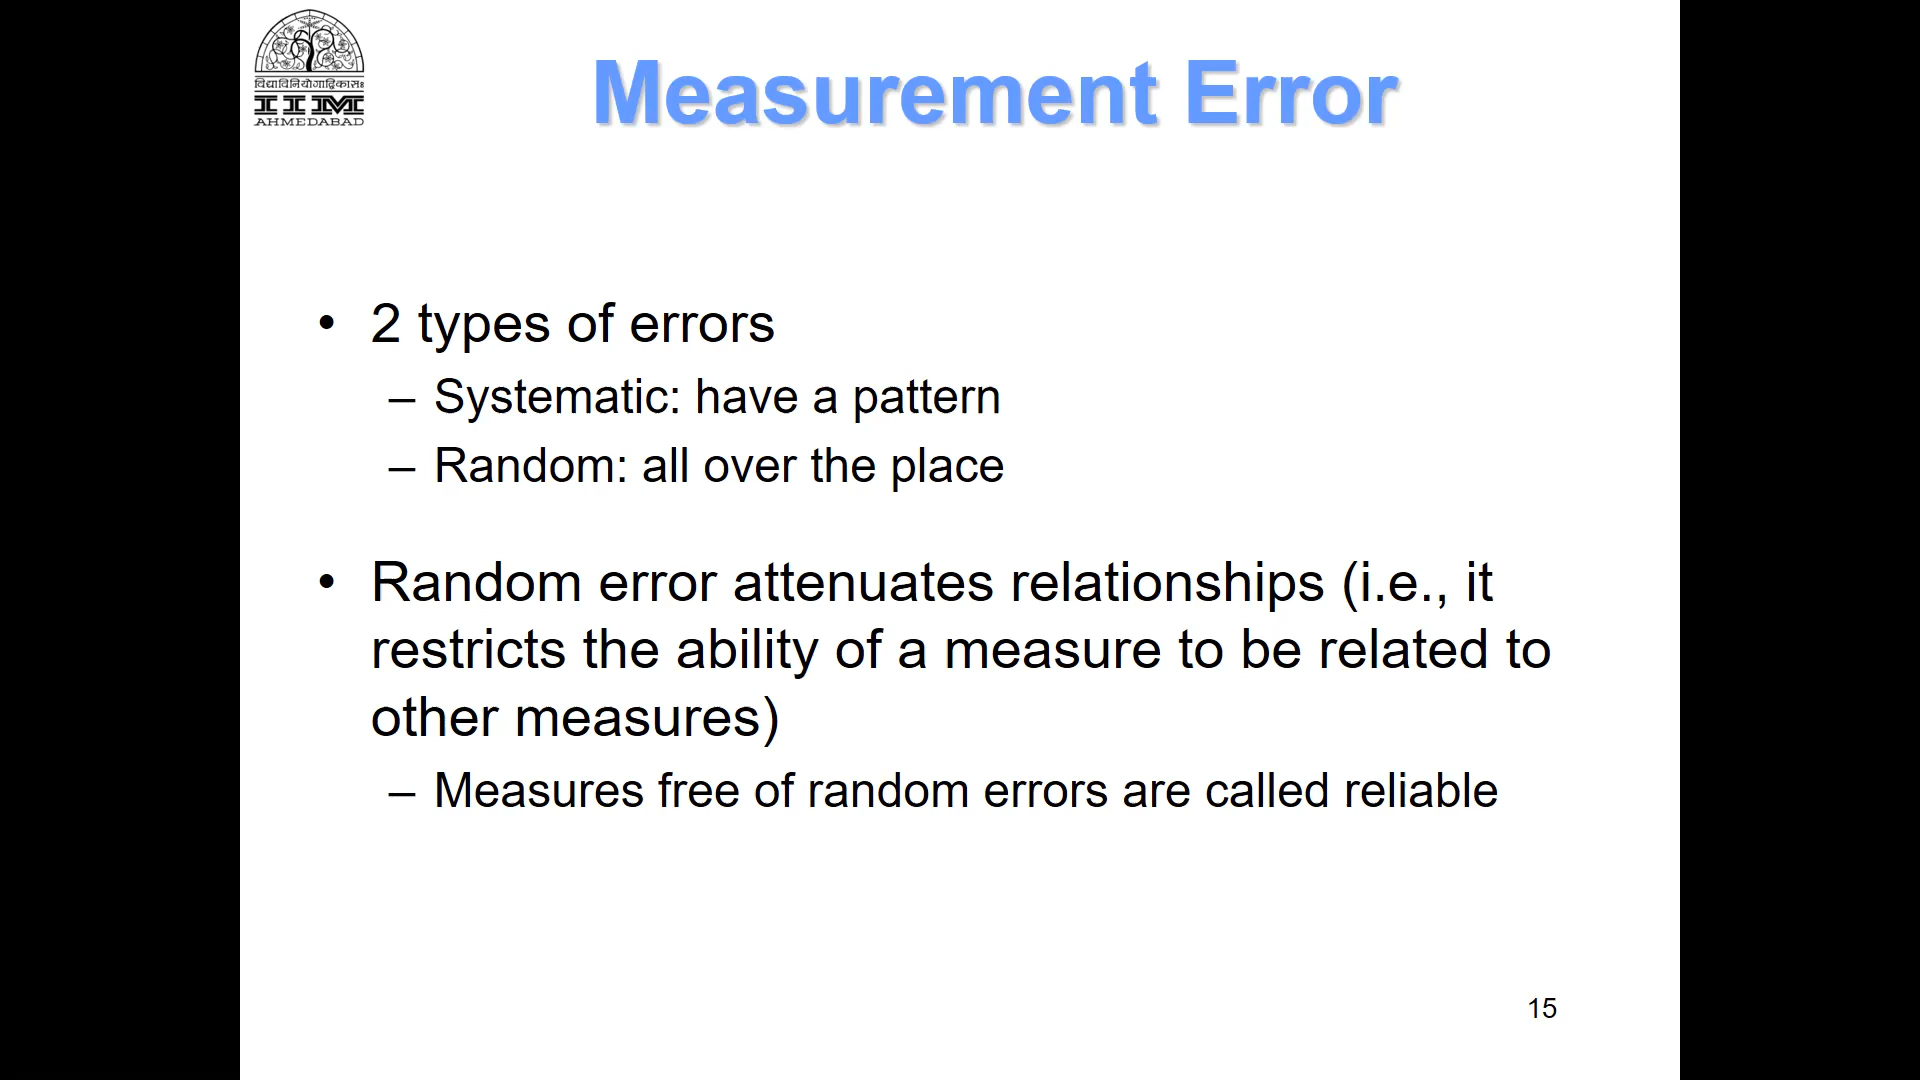 विद्याविनियोगाद्विकासः
IIM
AHMEDABAD
Measurement Error
• 2 types of errors
– Systematic: have a pattern
– Random: all over the place
• Random error attenuates relationships (i.e., it
restricts the ability of a measure to be related to
other measures)
– Measures free of random errors are called reliable
15